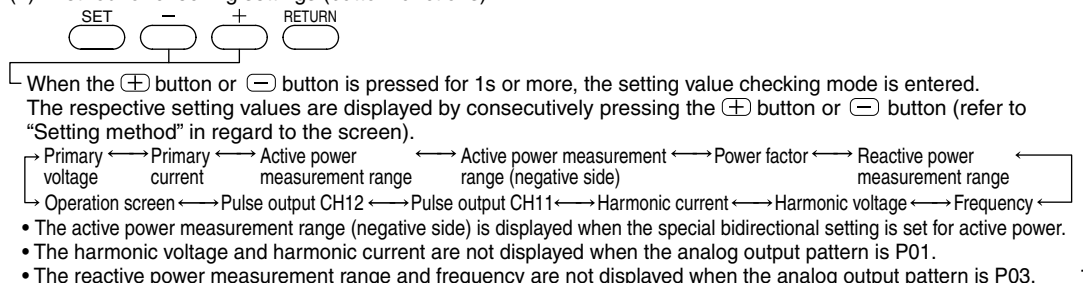 SET − + RETURN
When the + button or − button is pressed for 1s or more, the setting value checking mode is entered.
The respective setting values are displayed by consecutively pressing the + button or − button (refer to
“Setting method” in regard to the screen).
Primary voltage ↔ Primary current ↔ Active power measurement range ↔ Active power measurement range (negative side) ↔ Power factor ↔ Reactive power measurement range
Operation screen ↔ Pulse output CH12 ↔ Pulse output CH11 ↔ Harmonic current ↔ Harmonic voltage ↔ Frequency
• The active power measurement range (negative side) is displayed when the special bidirectional setting is set for active power.
• The harmonic voltage and harmonic current are not displayed when the analog output pattern is P01.
• The reactive power measurement range and frequency are not displayed when the analog output pattern is P03.